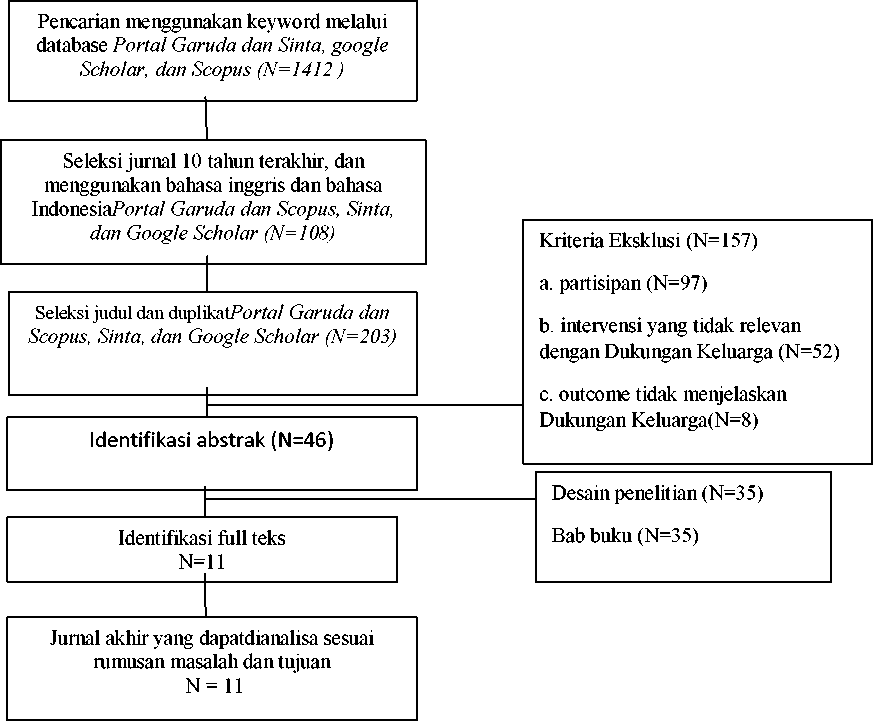 Pencarian menggunakan keyword melalui
database Portal Garuda dan Sinta, google
Scholar, dan Scopus (N=1412 )
Seleksi jurnal 10 tahun terakhir, dan
menggunakan bahasa inggris dan bahasa
IndonesiaPortal Garuda dan Scopus, Sinta,
dan Google Scholar (N=108)
Seleksi judul dan duplikatPortal Garuda dan
Scopus, Sinta, dan Google Scholar (N=203)
Kriteria Eksklusi (N=157)
a. partisipan (N=97)
b. intervensi yang tidak relevan
dengan Dukungan Keluarga (N=52)
c. outcome tidak menjelaskan
Dukungan Keluarga(N=8)
Identifikasi abstrak (N=46)
Desain penelitian (N=35)
Bab buku (N=35)
Identifikasi full teks
N=11
Jurnal akhir yang dapatdianalisa sesuai
rumusan masalah dan tujuan
N = 11